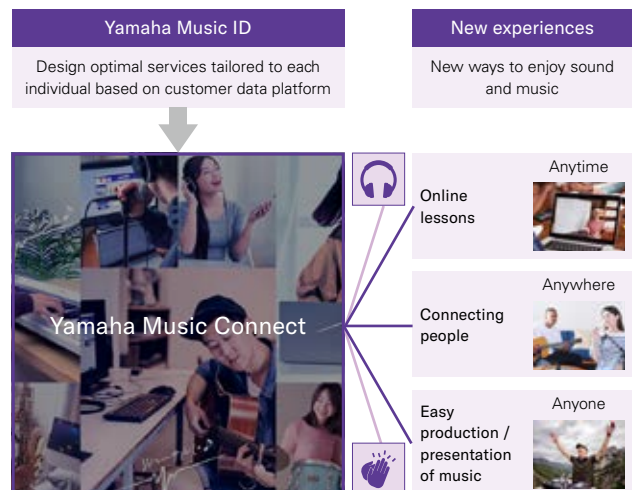 Yamaha Music ID
Design optimal services tailored to each
individual based on customer data platform
New experiences
New ways to enjoy sound
and music
Yamaha Music Connect
Anytime
Online
lessons
Anywhere
Connecting
people
Anyone
Easy
production /
presentation
of music